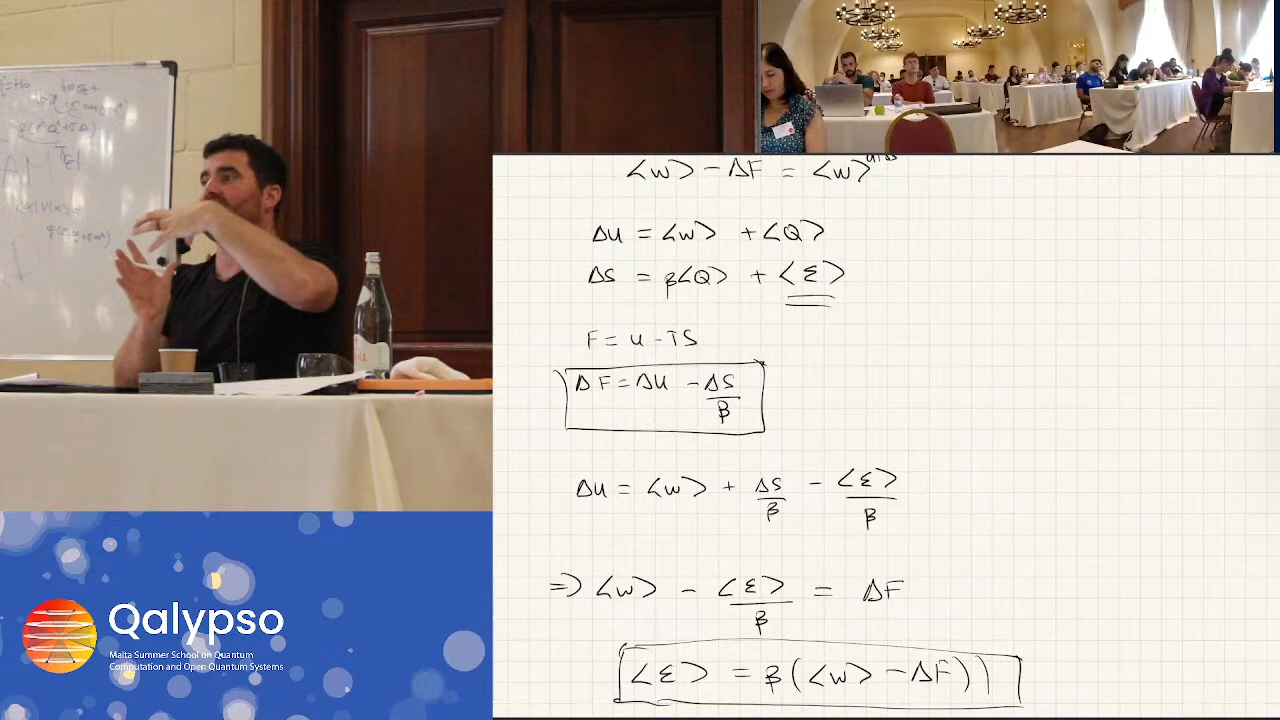 <W> - ΔF = <W>
ΔU = <W> + <Q>
ΔS = β<Q> + <Σ>
F = U - TS
ΔF = ΔU - ΔS/β
ΔU = <W> + ΔS/β - <Σ>/β
=> <W> - <Σ>/β = ΔF
<Σ> = β(<W> - ΔF))
Qalypso
Malta Summer School on Quantum
Computation and Open Quantum Systems